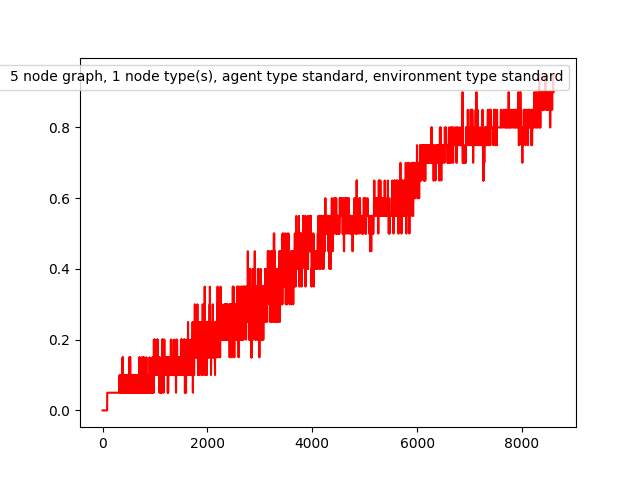 5 node graph, 1 node type(s), agent type standard, environment type standard
0.8
0.6
0.4
0.2
0.0
0 2000 4000 6000 8000